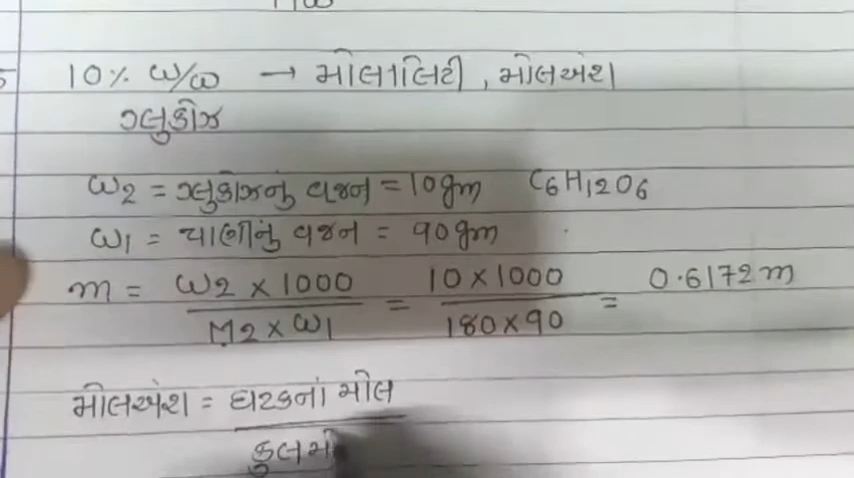 10% w/w → મોલાલિટી, મોલઅંશ
ગ્લુકોઝ
w2 = ગ્લુકોઝનું વજન = 10gm C6H12O6
w1 = પાણીનું વજન = 90gm
m = w2 × 1000 / M2 × w1 = 10 × 1000 / 180 × 90 = 0.6172 m
મોલઅંશ = ઘટકનાં મોલ
કુલ